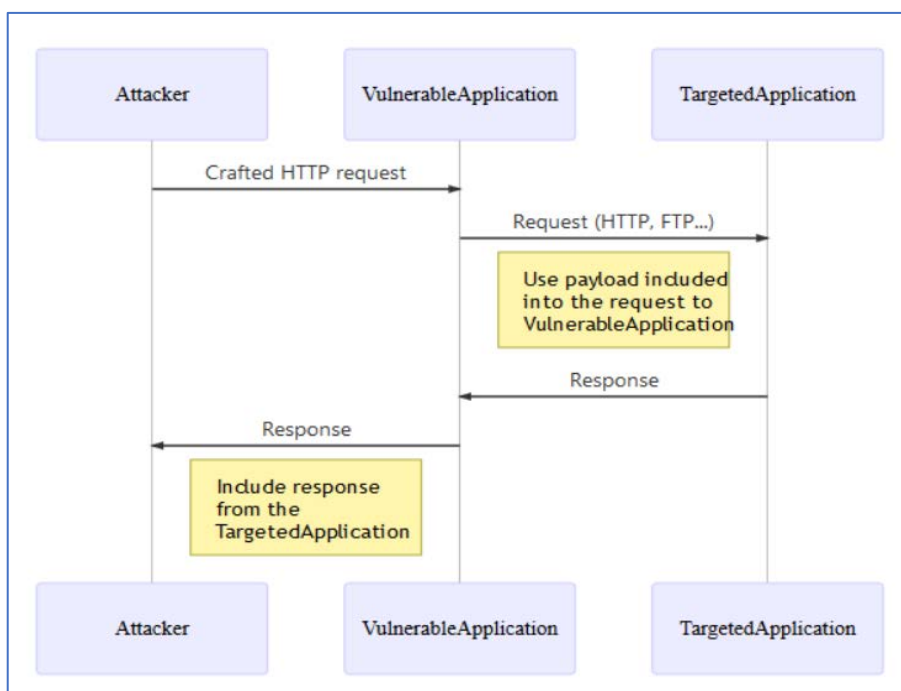 Attacker
VulnerableApplication
TargetedApplication
Crafted HTTP request
Request (HTTP, FTP...)
Use payload included
into the request to
VulnerableApplication
Response
Response
Include response
from the
TargetedApplication
Attacker
VulnerableApplication
TargetedApplication